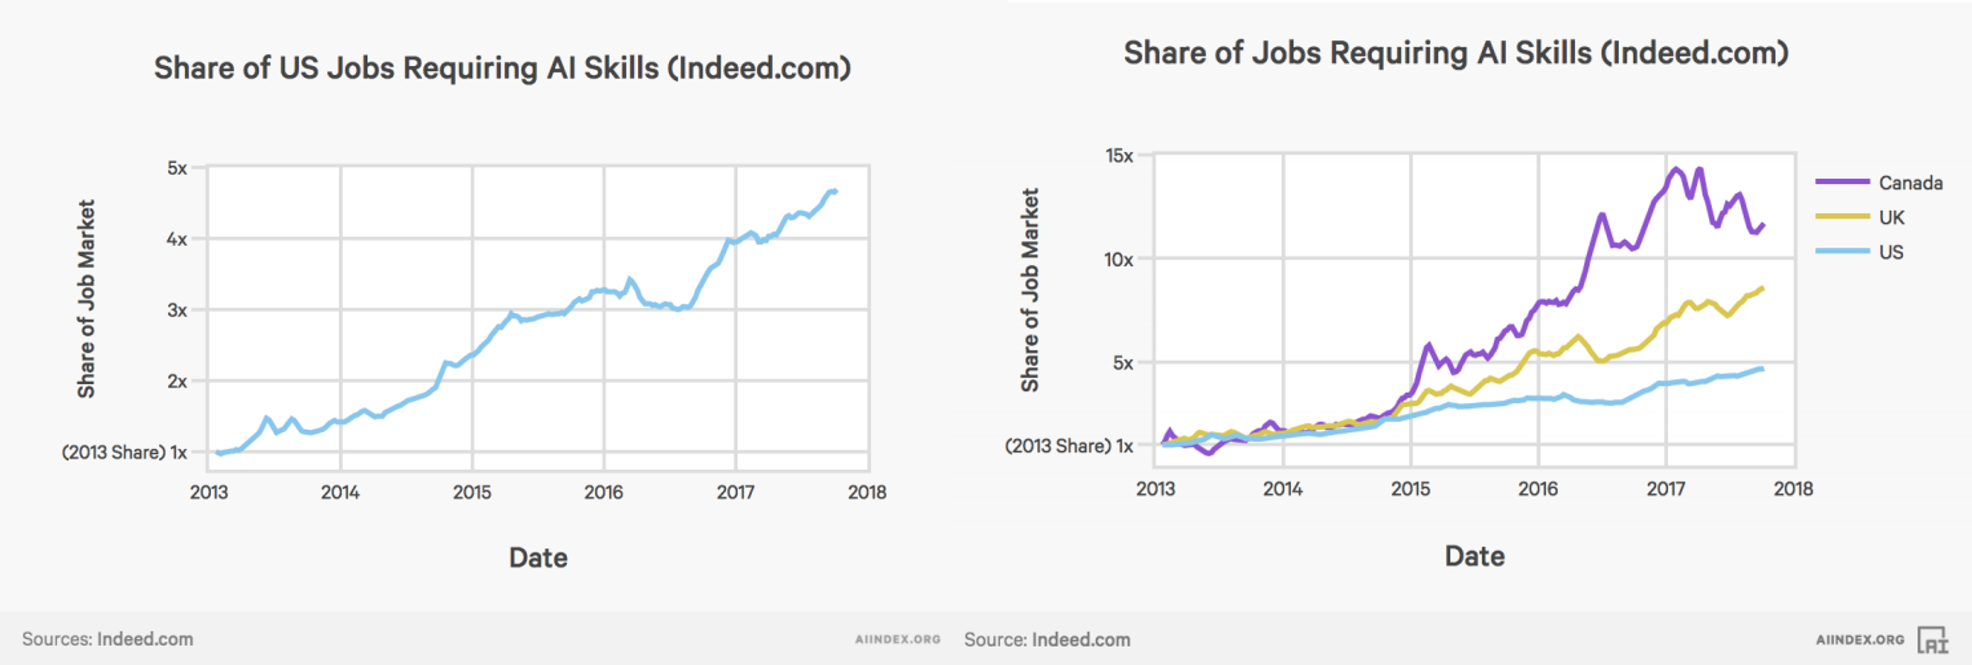 Share of US Jobs Requiring AI Skills (Indeed.com)
Share of Job Market
5x
4x
3x
2x
(2013 Share) 1x
2013 2014 2015 2016 2017 2018
Date
Sources: Indeed.com
AIINDEX.ORG
Share of Jobs Requiring AI Skills (Indeed.com)
Share of Job Market
15x
10x
5x
(2013 Share) 1x
2013 2014 2015 2016 2017 2018
Date
Canada
UK
US
Source: Indeed.com
AIINDEX.ORG
AI